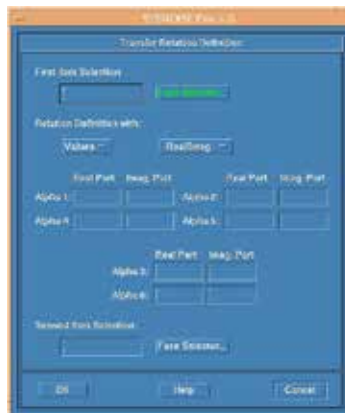 Transfer Relation Definition
First Item Selection
Relation Definition with:
Values
Real/Imag.
Real Part Imag. Part Real Part Imag. Part
Alpha 1: Alpha 2:
Alpha 4: Alpha 5:
Real Part Imag. Part
Alpha 3:
Alpha 6:
Second Item Selection
Face Selection...
OK Help Cancel